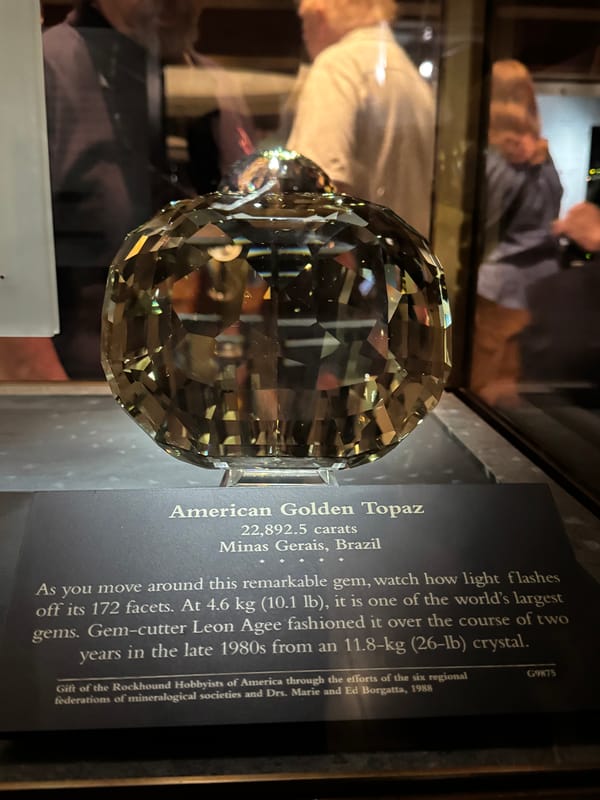 American Golden Topaz
22,892.5 carats
Minas Gerais, Brazil
• • • • •
As you move around this remarkable gem, watch how light flashes
off its 172 facets. At 4.6 kg (10.1 lb), it is one of the world's largest
gems. Gem-cutter Leon Agee fashioned it over the course of two
years in the late 1980s from an 11.8-kg (26-lb) crystal.
Gift of the Rockhound Hobbyists of America through the efforts of the six regional
federations of mineralogical societies and Drs. Marie and Ed Borgatta, 1988
G9875